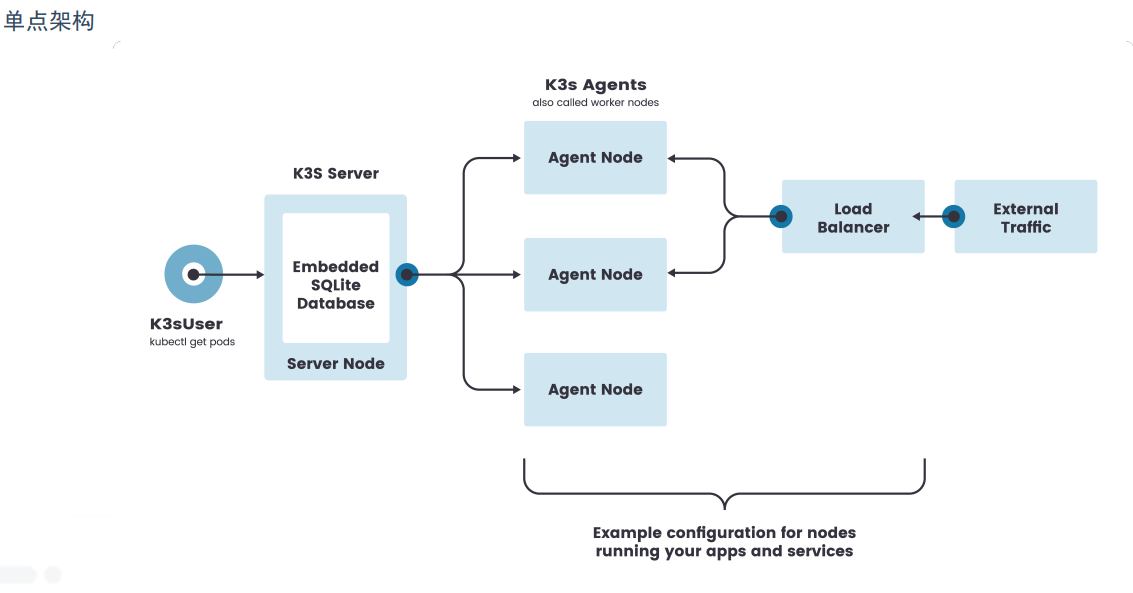 单点架构
K3s Agents
also called worker nodes
Agent Node
K3S Server
Embedded
SQLite
Database
Server Node
K3sUser
kubectl get pods
Agent Node
Agent Node
Load
Balancer
External
Traffic
Example configuration for nodes
running your apps and services